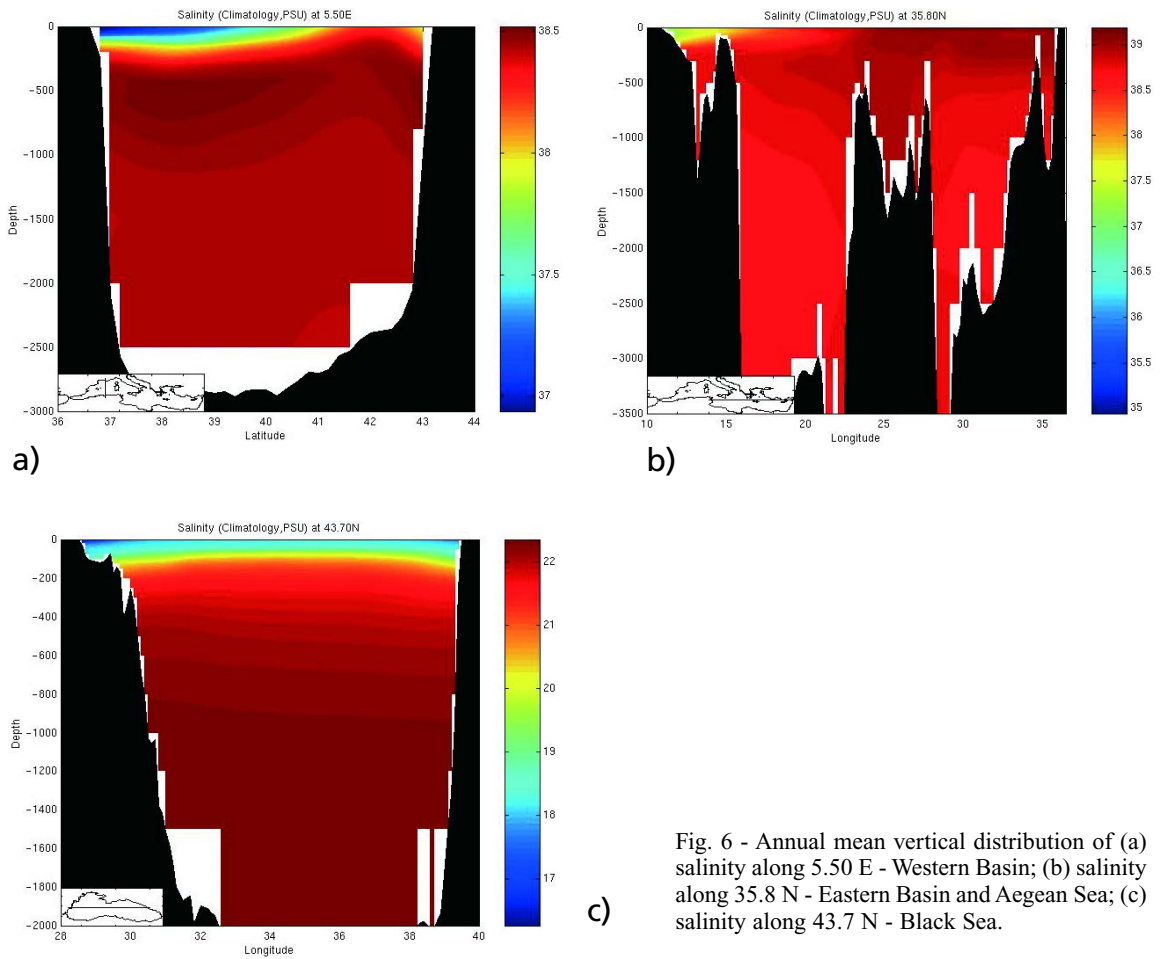 Salinity (Climatology,PSU) at 5.50E
0
-500
-1000
-1500
-2000
-2500
-3000
Depth
36 37 38 39 40 41 42 43 44
Latitude
38.5
38
37.5
37
a)
Salinity (Climatology,PSU) at 35.80N
0
-500
-1000
-1500
-2000
-2500
-3000
-3500
Depth
10 15 20 25 30 35
Longitude
39
38.5
38
37.5
37
36.5
36
35.5
35
b)
Salinity (Climatology,PSU) at 43.70N
0
-200
-400
-600
-800
-1000
-1200
-1400
-1600
-1800
-2000
Depth
28 30 32 34 36 38 40
Longitude
22
21
20
19
18
17
c)
Fig. 6 - Annual mean vertical distribution of (a)
salinity along 5.50 E - Western Basin; (b) salinity
along 35.8 N - Eastern Basin and Aegean Sea; (c)
salinity along 43.7 N - Black Sea.